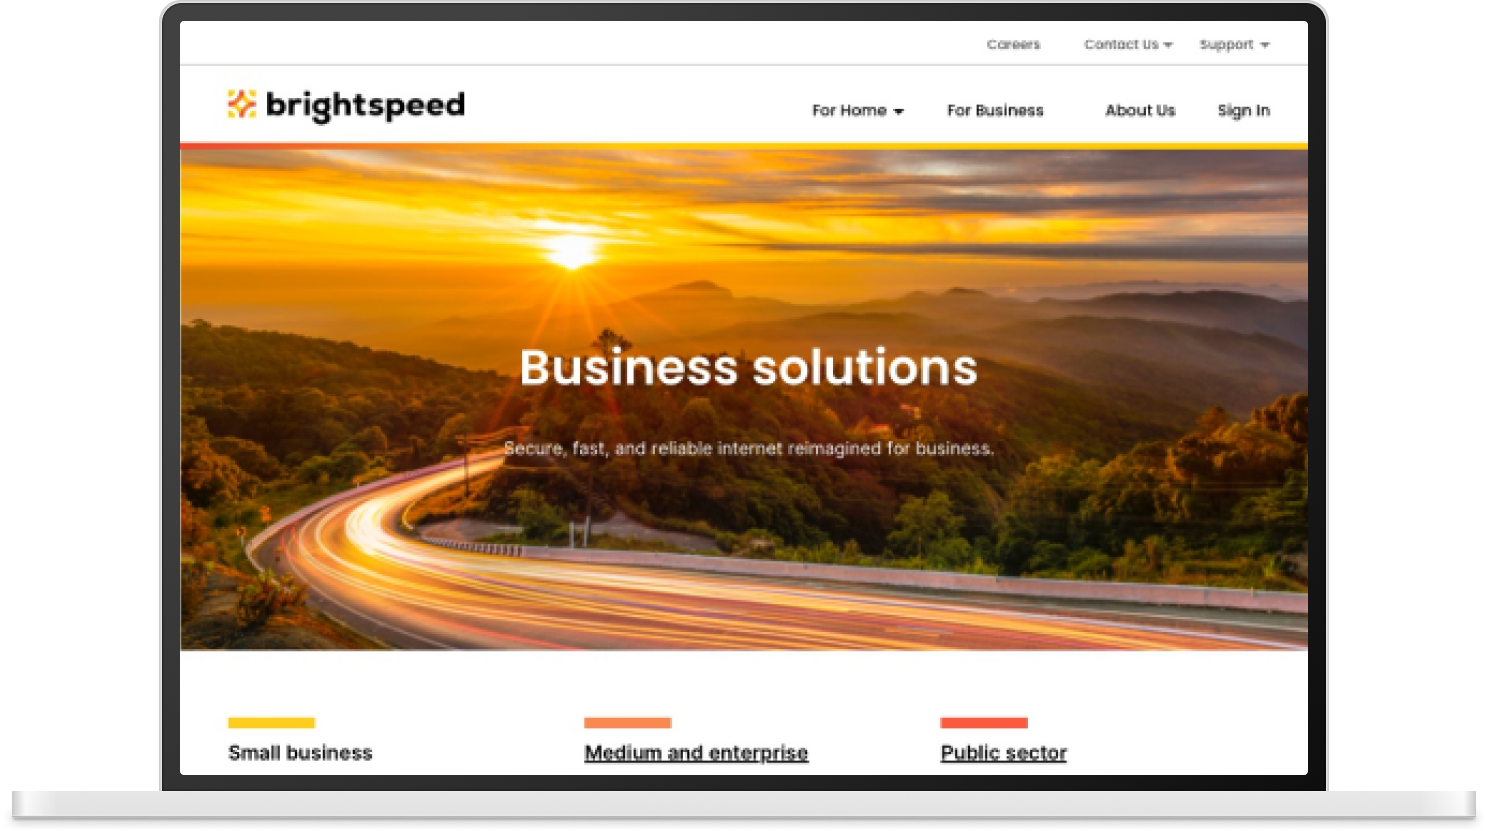 Careers Contact Us Support
brightspeed For Home For Business About Us Sign In
Business solutions
Secure, fast, and reliable internet reimagined for business.
Small business Medium and enterprise Public sector